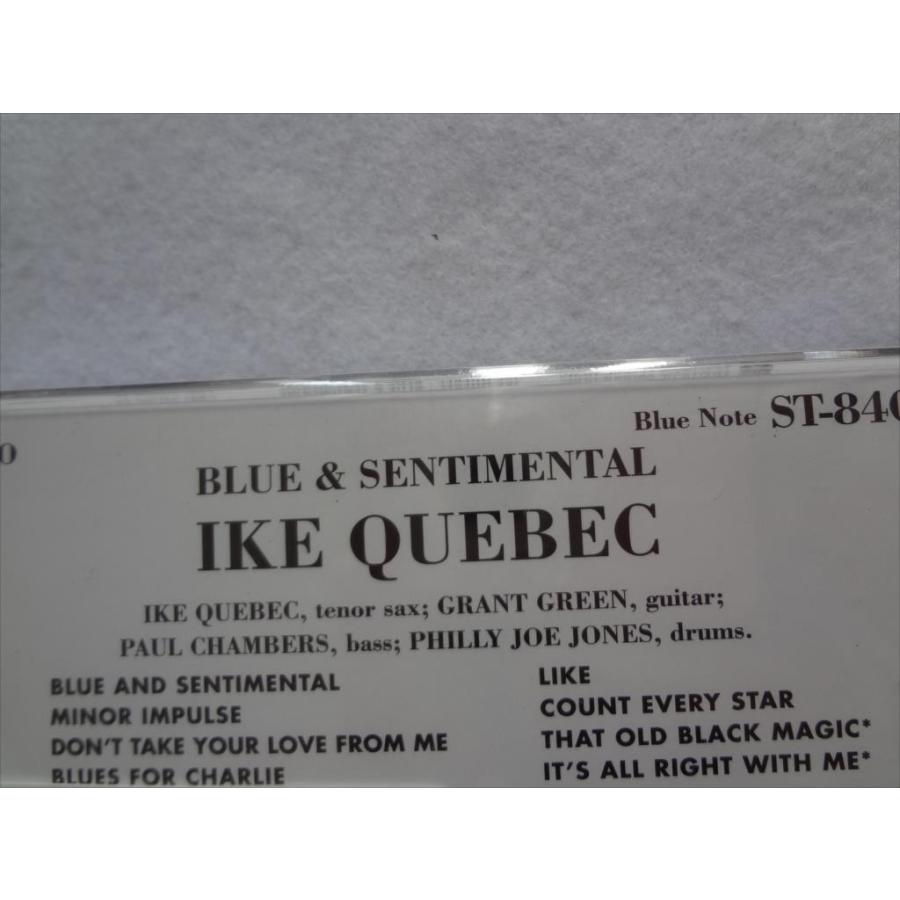 Blue Note ST-840
BLUE & SENTIMENTAL
IKE QUEBEC
IKE QUEBEC, tenor sax; GRANT GREEN, guitar;
PAUL CHAMBERS, bass; PHILLY JOE JONES, drums.
BLUE AND SENTIMENTAL
MINOR IMPULSE
DON'T TAKE YOUR LOVE FROM ME
BLUES FOR CHARLIE
LIKE
COUNT EVERY STAR
THAT OLD BLACK MAGIC*
IT'S ALL RIGHT WITH ME*